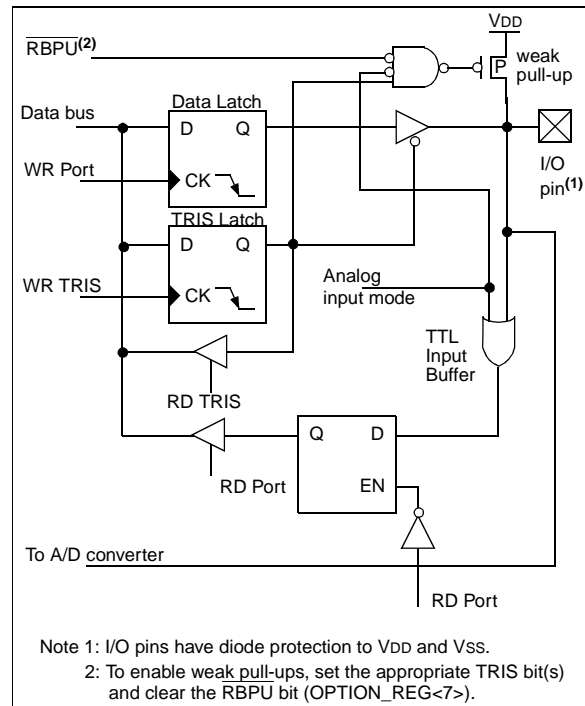 VDD
RBPU(2)
P
weak
pull-up
Data Latch
Data bus
D
Q
WR Port
CK
I/O
pin(1)
TRIS Latch
D
Q
WR TRIS
CK
Analog
input mode
TTL
Input
Buffer
RD TRIS
Q
D
RD Port
EN
To A/D converter
RD Port
Note 1: I/O pins have diode protection to VDD and VSS.
2: To enable weak pull-ups, set the appropriate TRIS bit(s)
and clear the RBPU bit (OPTION_REG<7>).